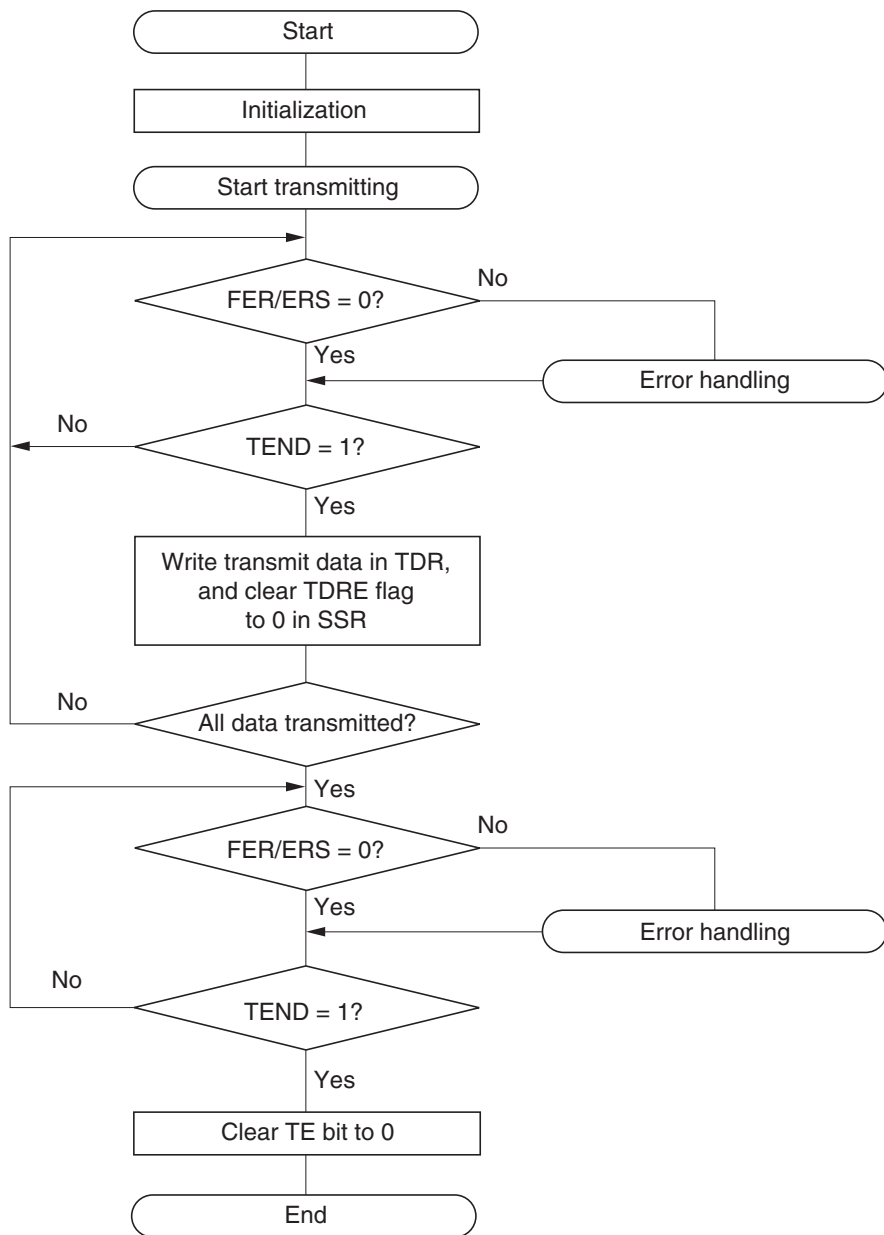 Start
Initialization
Start transmitting
No
FER/ERS = 0?
Yes
Error handling
No
TEND = 1?
Yes
Write transmit data in TDR,
and clear TDRE flag
to 0 in SSR
No
All data transmitted?
Yes
No
FER/ERS = 0?
Yes
Error handling
No
TEND = 1?
Yes
Clear TE bit to 0
End